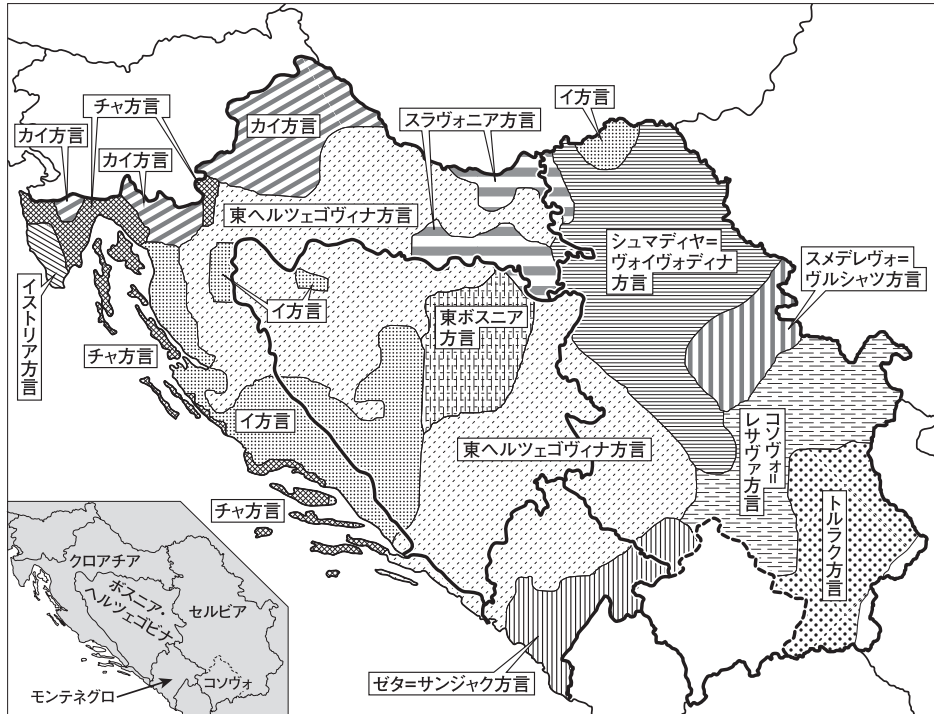 チャ方言
カイ方言
カイ方言
カイ方言
スラヴォニア方言
イ方言
東ヘルツェゴヴィナ方言
シュマディヤ=
ヴォイヴォディナ
方言
スメデレヴォ=
ヴルシャツ方言
イストリア方言
イ方言
東ボスニア
方言
チャ方言
イ方言
東ヘルツェゴヴィナ方言
コソヴォ=
レサヴァ方言
トルラク方言
チャ方言
ゼタ=サンジャク方言
クロアチア
ボスニア・
ヘルツェゴビナ
セルビア
コソヴォ
モンテネグロ